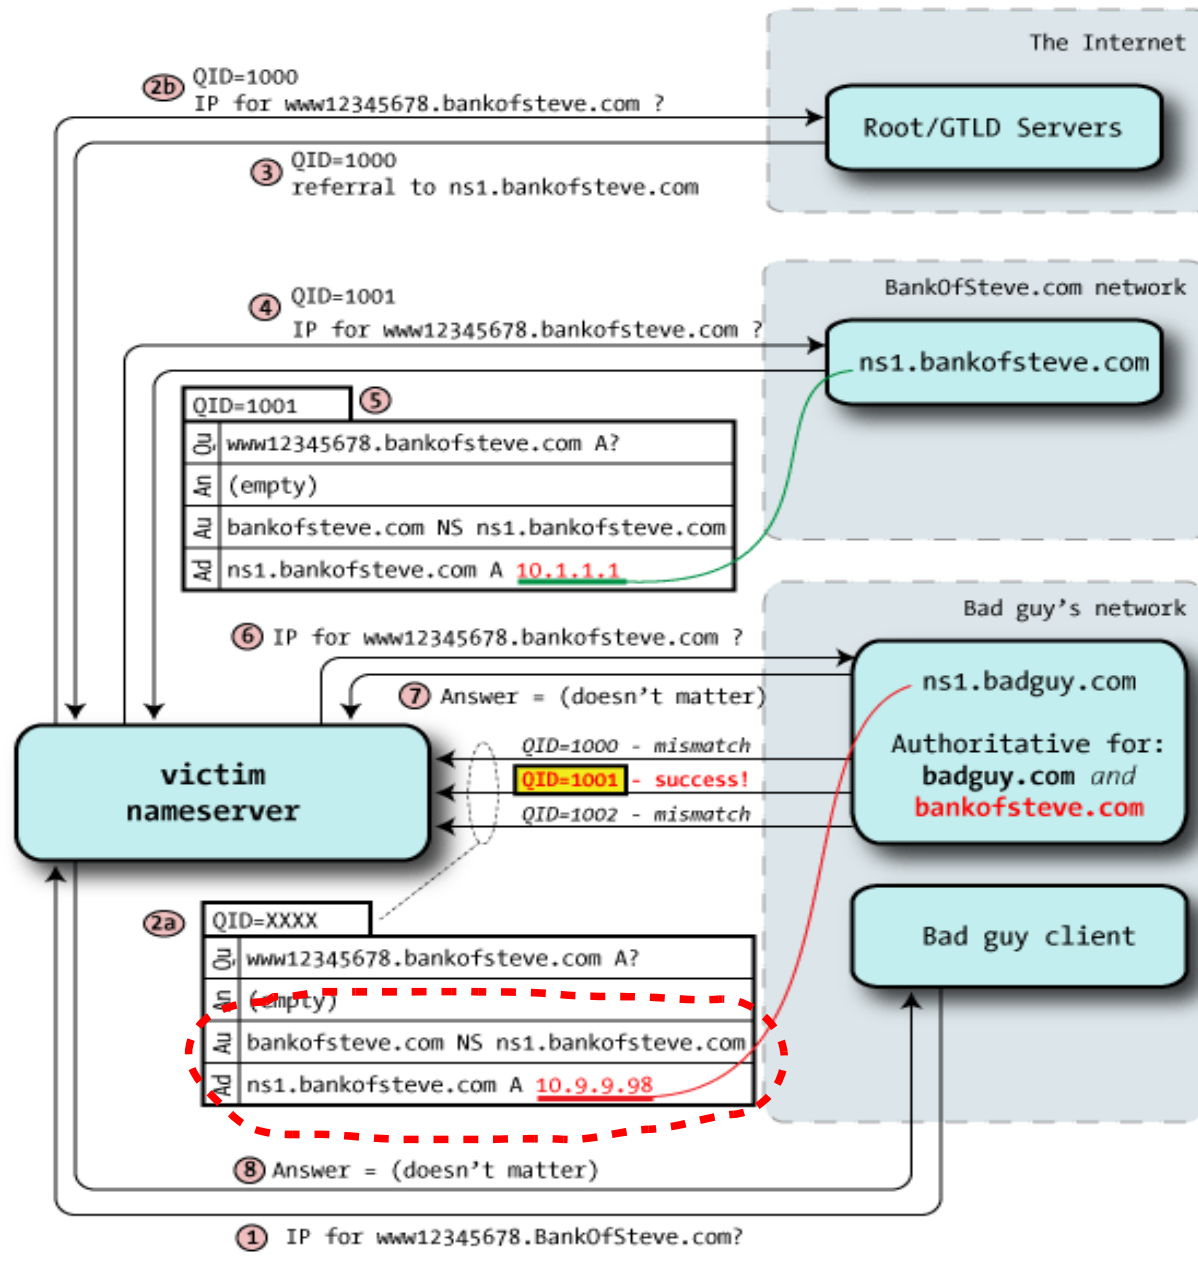 The Internet
2b QID=1000
IP for www12345678.bankofsteve.com ?
Root/GTLD Servers
3 QID=1000
referral to ns1.bankofsteve.com
BankOfSteve.com network
4 QID=1001
IP for www12345678.bankofsteve.com ?
ns1.bankofsteve.com
QID=1001 5
Qu www12345678.bankofsteve.com A?
An (empty)
Au bankofsteve.com NS ns1.bankofsteve.com
Ad ns1.bankofsteve.com A 10.1.1.1
Bad guy's network
6 IP for www12345678.bankofsteve.com ?
7 Answer = (doesn't matter)
ns1.badguy.com
Authoritative for:
badguy.com and
bankofsteve.com
QID=1000 - mismatch
QID=1001 - success!
QID=1002 - mismatch
victim
nameserver
2a QID=XXXX
Qu www12345678.bankofsteve.com A?
An (empty)
Au bankofsteve.com NS ns1.bankofsteve.com
Ad ns1.bankofsteve.com A 10.9.9.98
Bad guy client
8 Answer = (doesn't matter)
1 IP for www12345678.BankOfSteve.com?